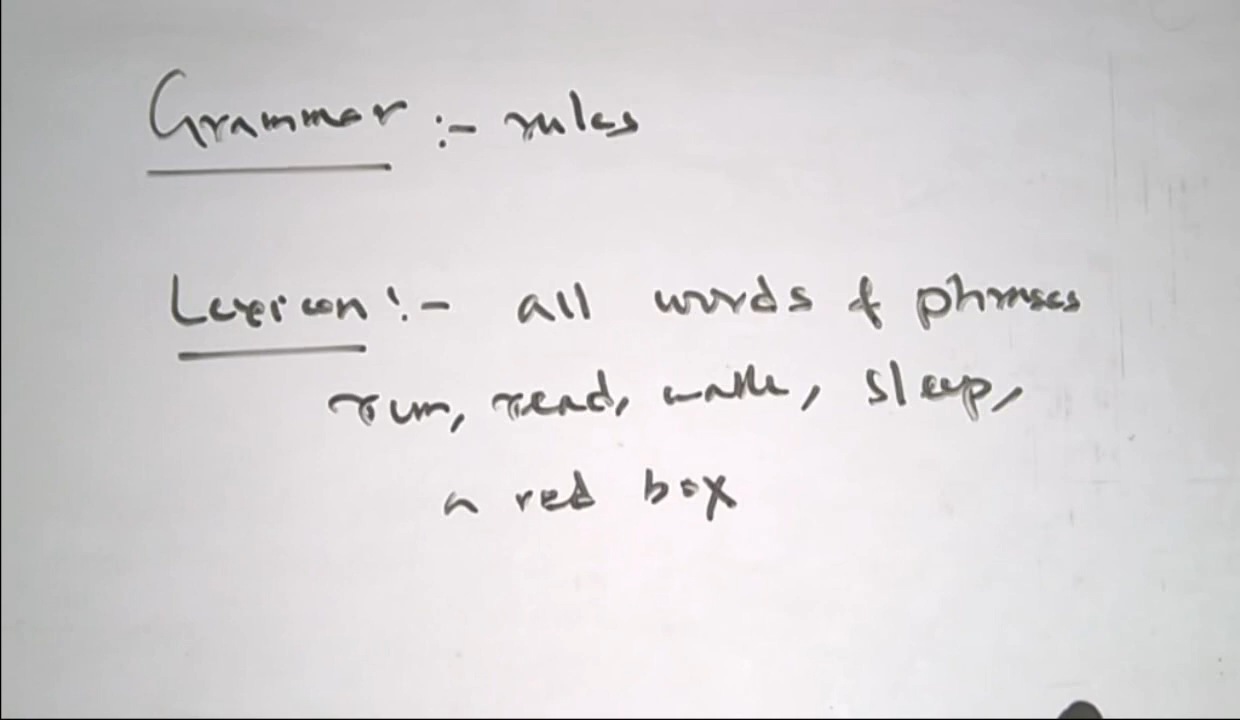 Grammar :- rules
Lexicon :- all words & phrases
run, read, walk, sleep,
a red box